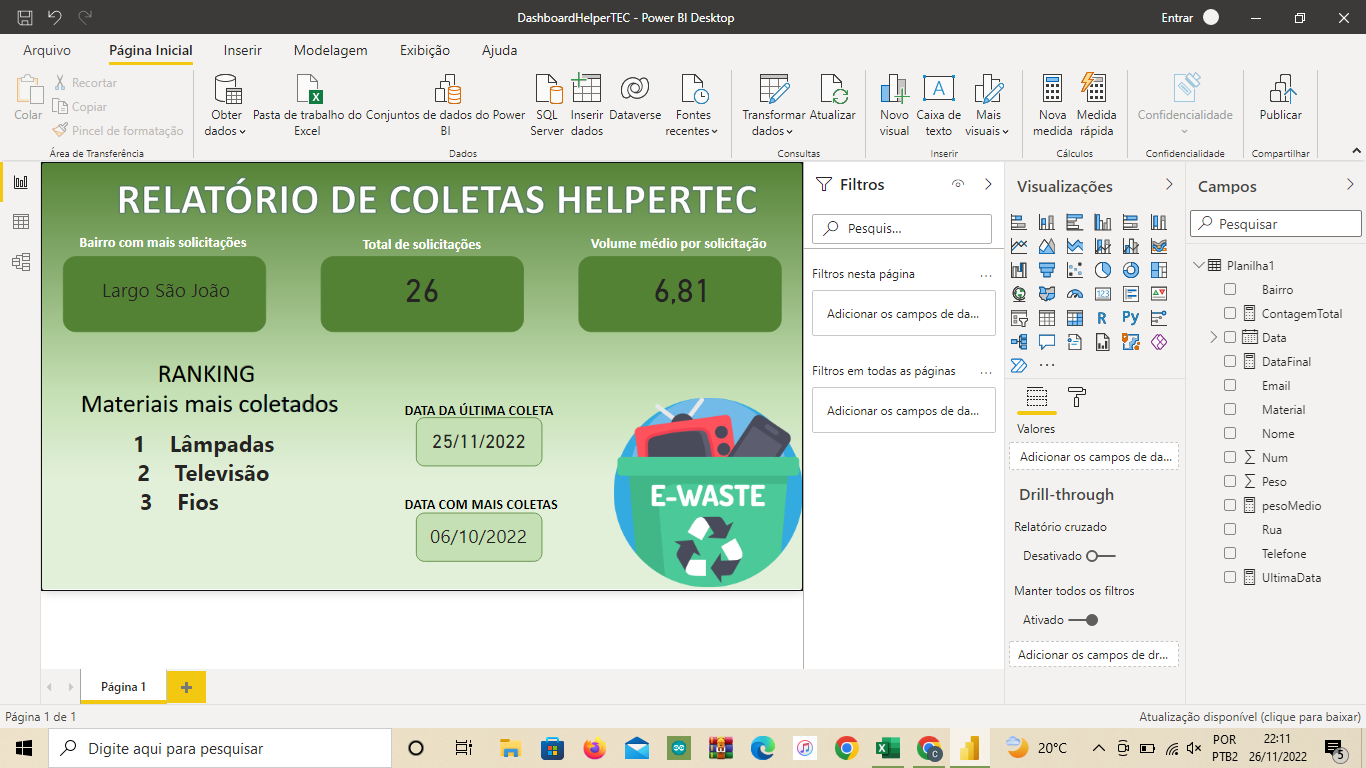 DashboardHelperTEC - Power BI Desktop
Entrar
Arquivo
Página Inicial
Inserir
Modelagem
Exibição
Ajuda
Colar
Recortar
Copiar
Pincel de formatação
Área de Transferência
Obter
dados
Pasta de trabalho do
Excel
Conjuntos de dados do Power
BI
SQL
Server
Inserir
dados
Dataverse
Fontes
recentes
Dados
Transformar
dados
Atualizar
Consultas
Novo
visual
Caixa de
texto
Mais
visuais
Inserir
Nova
medida
Medida
rápida
Cálculos
Confidencialidade
Confidencialidade
Publicar
Compartilhar
RELATÓRIO DE COLETAS HELPERTEC
Bairro com mais solicitações
Total de solicitações
Volume médio por solicitação
Largo São João
26
6,81
RANKING
Materiais mais coletados
1 Lâmpadas
2 Televisão
3 Fios
DATA DA ÚLTIMA COLETA
25/11/2022
DATA COM MAIS COLETAS
06/10/2022
E-WASTE
Filtros
Pesquis...
Filtros nesta página
...
Adicionar os campos de da...
Filtros em todas as páginas
...
Adicionar os campos de da...
Visualizações
123
R
Py
...
Valores
Adicionar os campos de da...
Drill-through
Relatório cruzado
Desativado
Manter todos os filtros
Ativado
Adicionar os campos de dr...
Campos
Pesquisar
Planilha1
Bairro
ContagemTotal
Data
DataFinal
Email
Material
Nome
Num
Peso
pesoMedio
Rua
Telefone
UltimaData
Página 1
Página 1 de 1
Atualização disponível (clique para baixar)
Digite aqui para pesquisar
20°C
POR
PTB2
22:11
26/11/2022
5